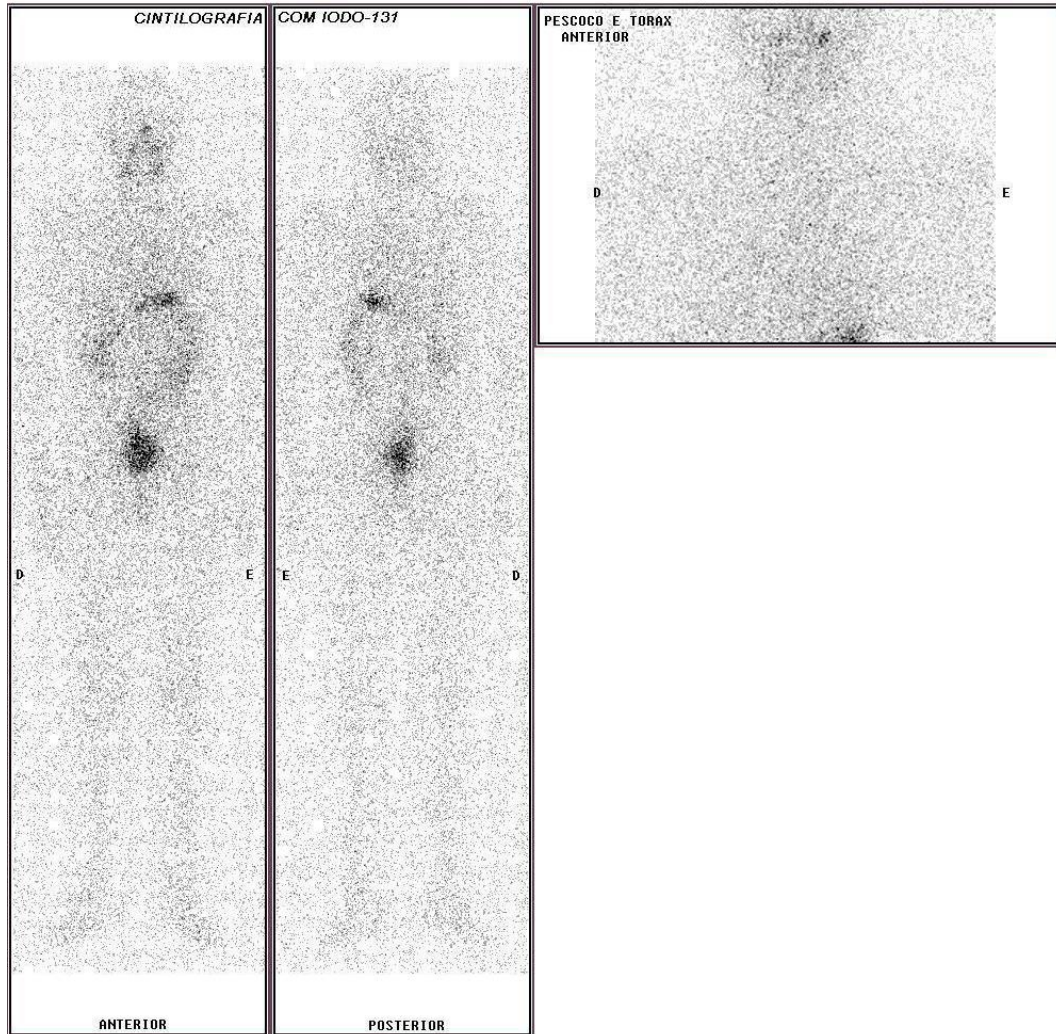 CINTILOGRAFIA COM IODO-131
PESCOCO E TORAX
ANTERIOR
D E
D E E D
ANTERIOR POSTERIOR